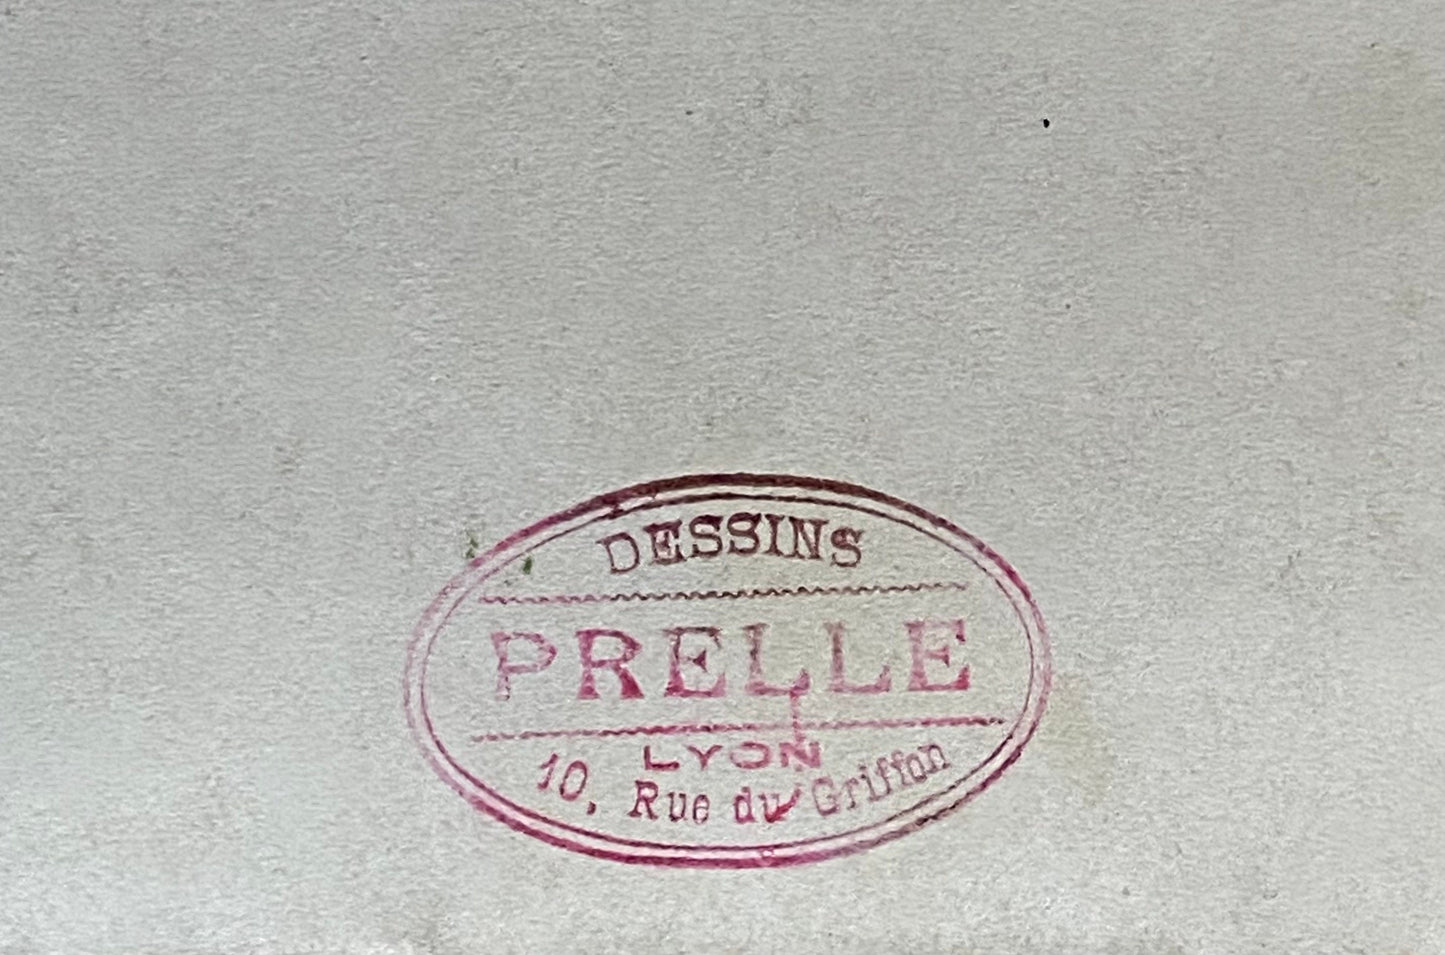 DESSINS
PRELLE
LYON
10, Rue du Griffon